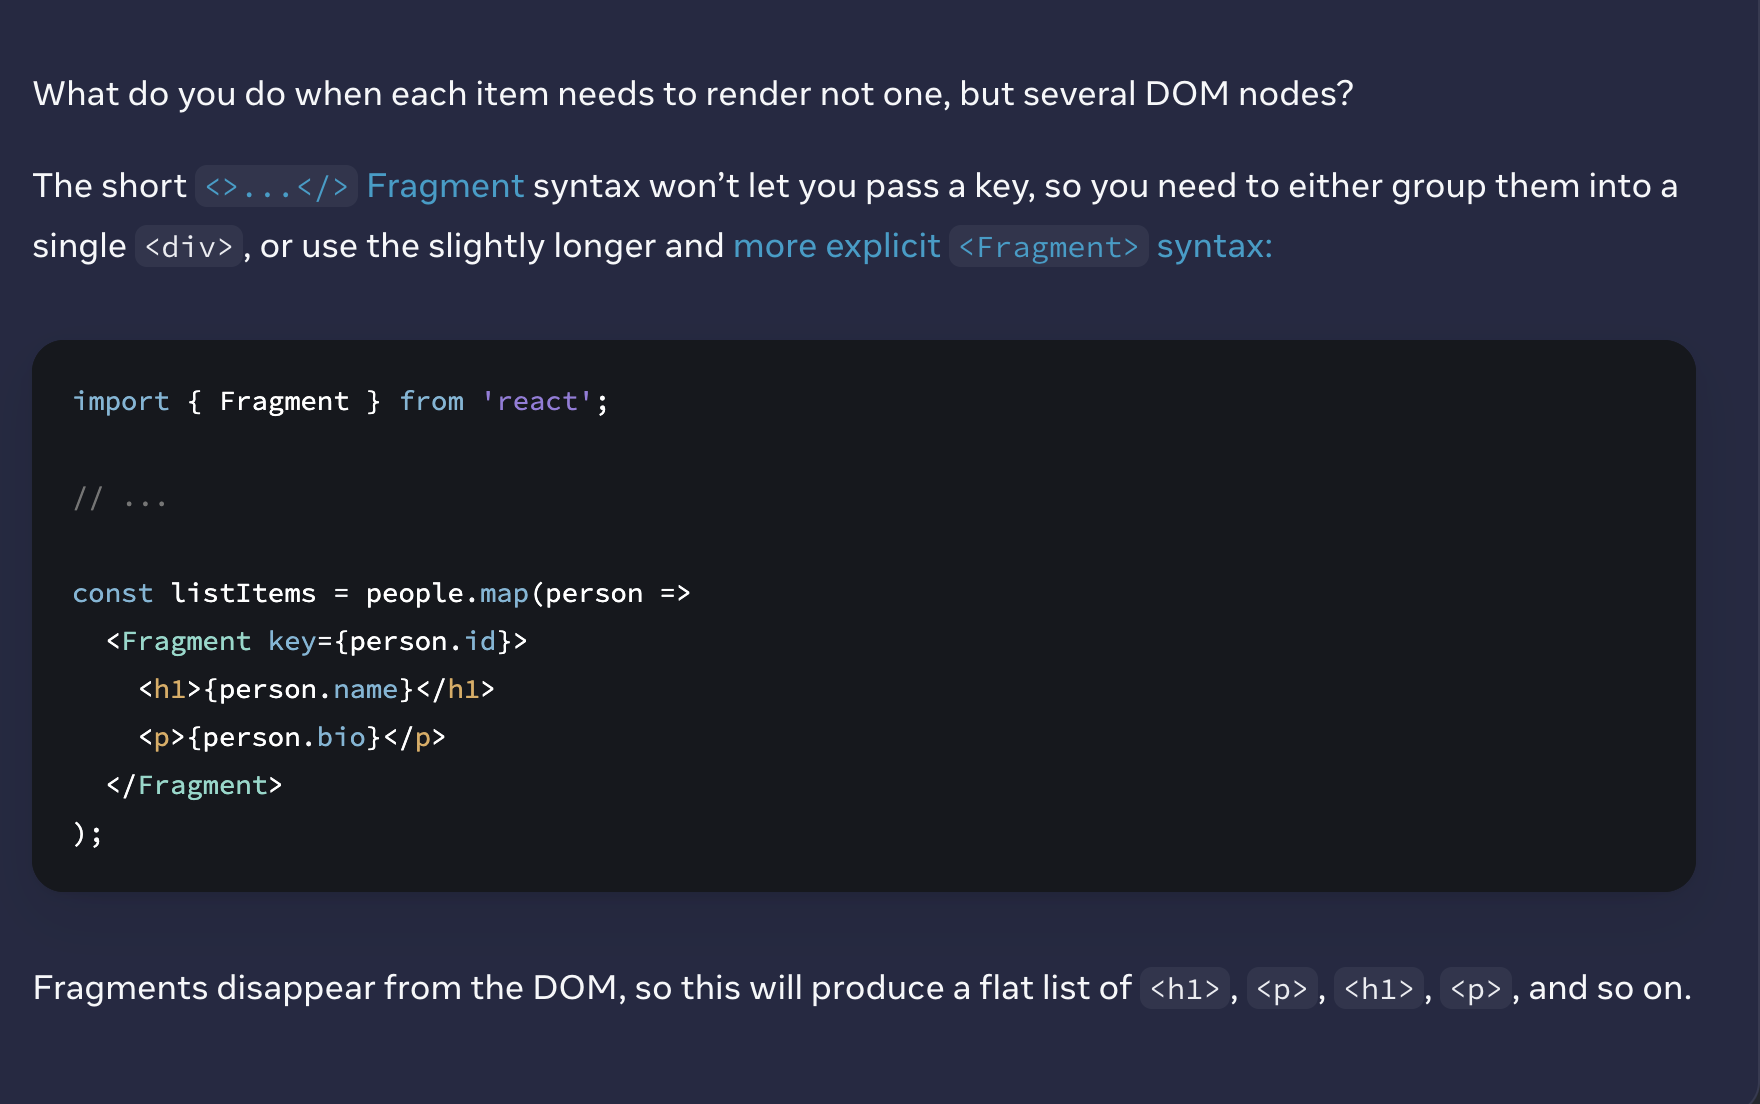 What do you do when each item needs to render not one, but several DOM nodes?
The short <>...</> Fragment syntax won’t let you pass a key, so you need to either group them into a
single <div>, or use the slightly longer and more explicit <Fragment> syntax:
import { Fragment } from 'react';
// ...
const listItems = people.map(person =>
  <Fragment key={person.id}>
    <h1>{person.name}</h1>
    <p>{person.bio}</p>
  </Fragment>
);
Fragments disappear from the DOM, so this will produce a flat list of <h1>, <p>, <h1>, <p>, and so on.